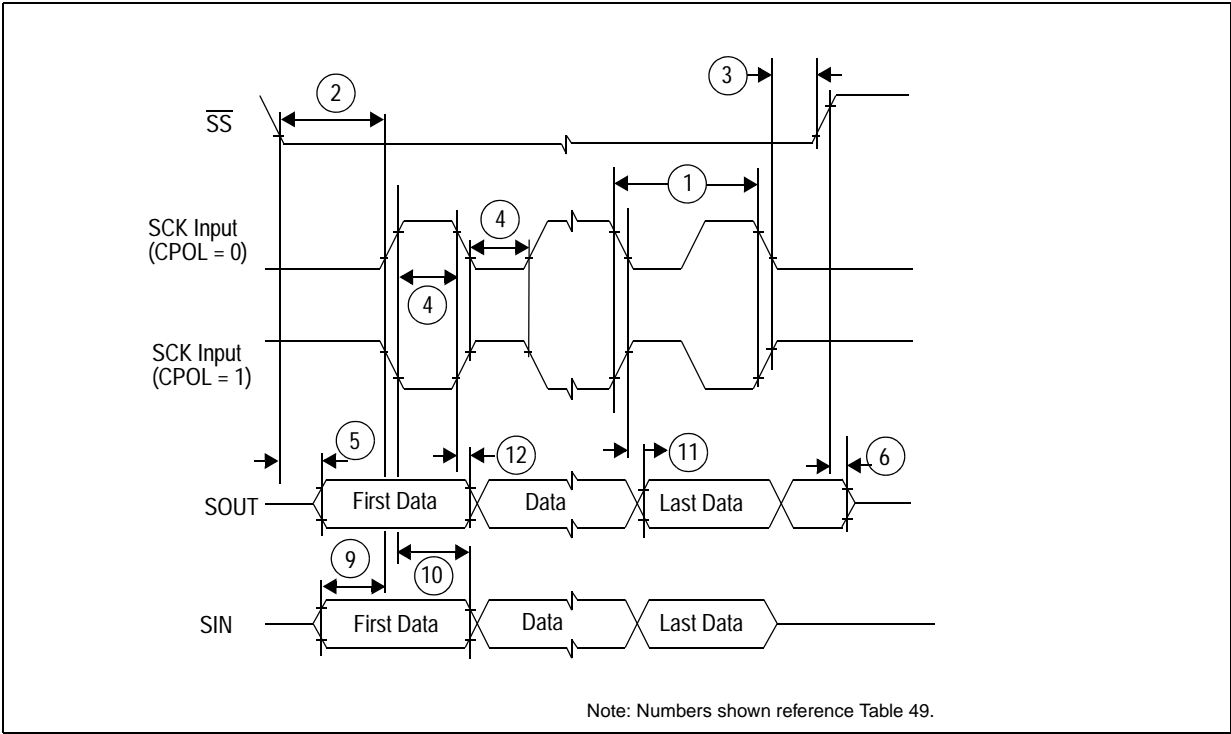 3
2
SS
1
SCK Input
(CPOL = 0)
4
4
SCK Input
(CPOL = 1)
5
12
11
6
SOUT
First Data
Data
Last Data
9
10
SIN
First Data
Data
Last Data
Note: Numbers shown reference Table 49.